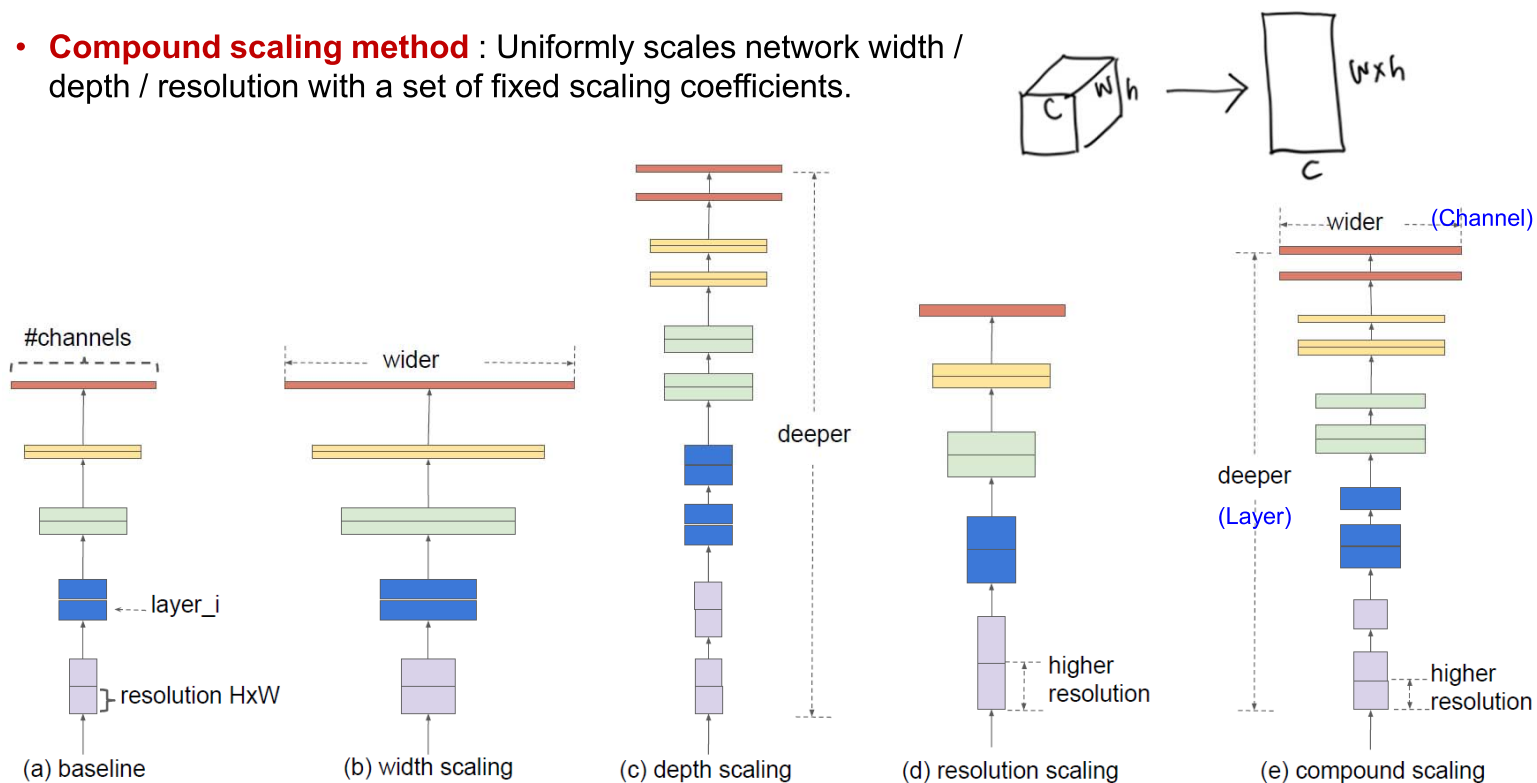 • Compound scaling method : Uniformly scales network width /
depth / resolution with a set of fixed scaling coefficients.
C
W
h
W×h
C
#channels
layer_i
resolution HxW
(a) baseline
wider
(b) width scaling
deeper
(c) depth scaling
higher
resolution
(d) resolution scaling
wider
(Channel)
deeper
(Layer)
higher
resolution
(e) compound scaling